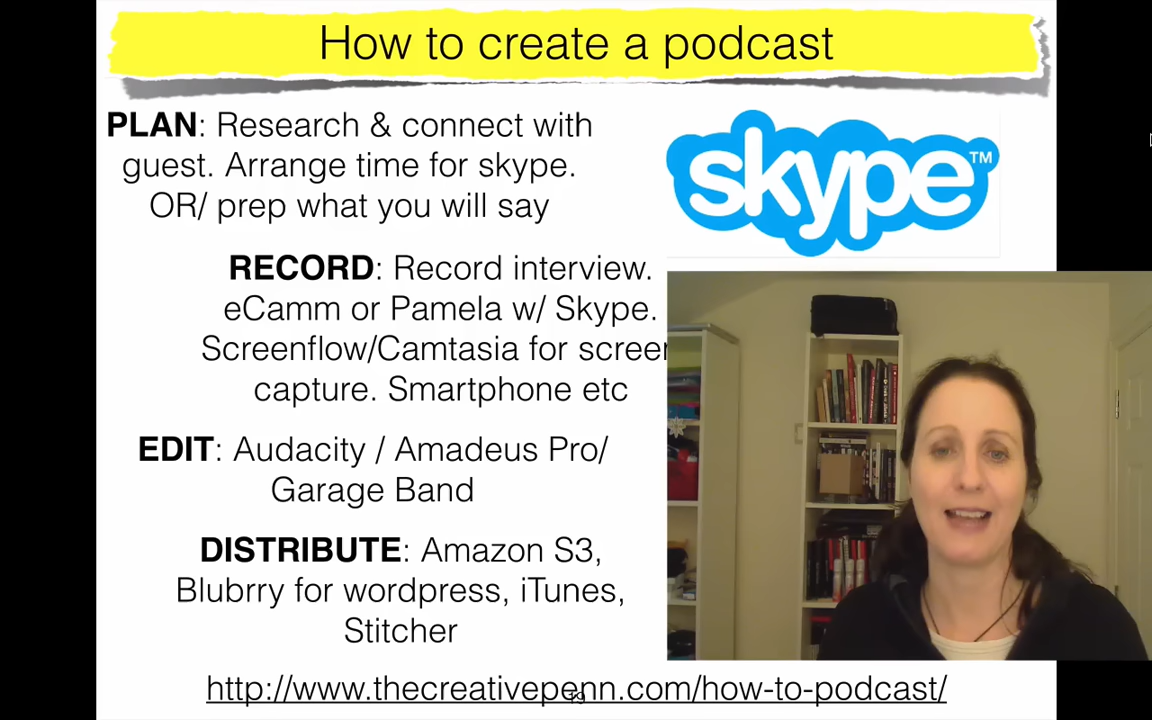 How to create a podcast
PLAN: Research & connect with
guest. Arrange time for skype.
OR/ prep what you will say
skype™
RECORD: Record interview.
eCamm or Pamela w/ Skype.
Screenflow/Camtasia for screen
capture. Smartphone etc
EDIT: Audacity / Amadeus Pro/
Garage Band
DISTRIBUTE: Amazon S3,
Blubrry for wordpress, iTunes,
Stitcher
http://www.thecreativepenn.com/how-to-podcast/
19